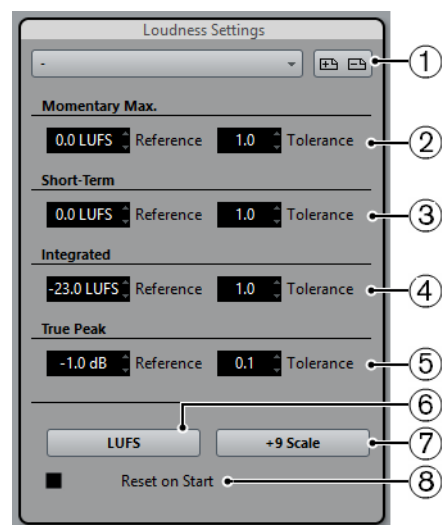 Loudness Settings
-
①
Momentary Max.
0.0 LUFS Reference 1.0 Tolerance ②
Short-Term
0.0 LUFS Reference 1.0 Tolerance ③
Integrated
-23.0 LUFS Reference 1.0 Tolerance ④
True Peak
-1.0 dB Reference 0.1 Tolerance ⑤
⑥
LUFS +9 Scale ⑦
Reset on Start ⑧